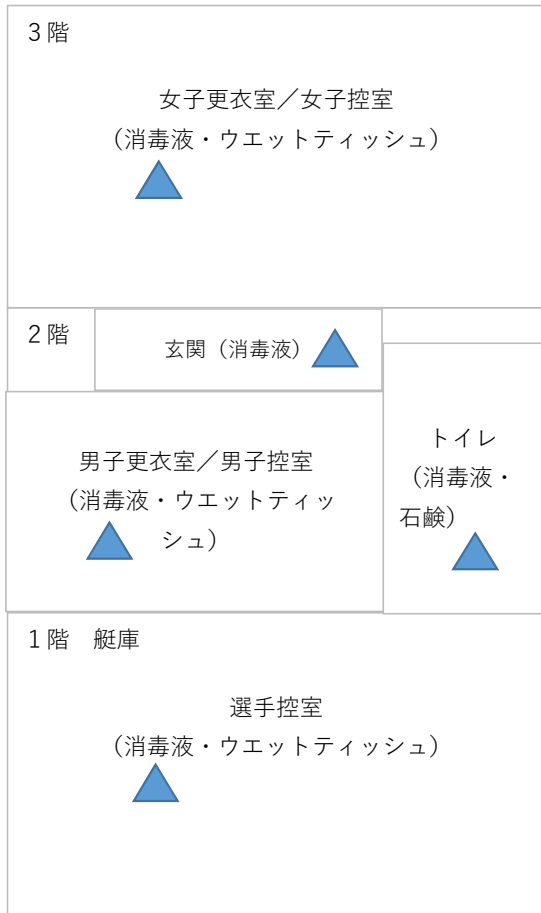 3階
女子更衣室／女子控室
（消毒液・ウエットティッシュ）
2階
玄関（消毒液）
男子更衣室／男子控室
（消毒液・ウエットティッ
シュ）
トイレ
（消毒液・
石鹸）
1階　艇庫
選手控室
（消毒液・ウエットティッシュ）